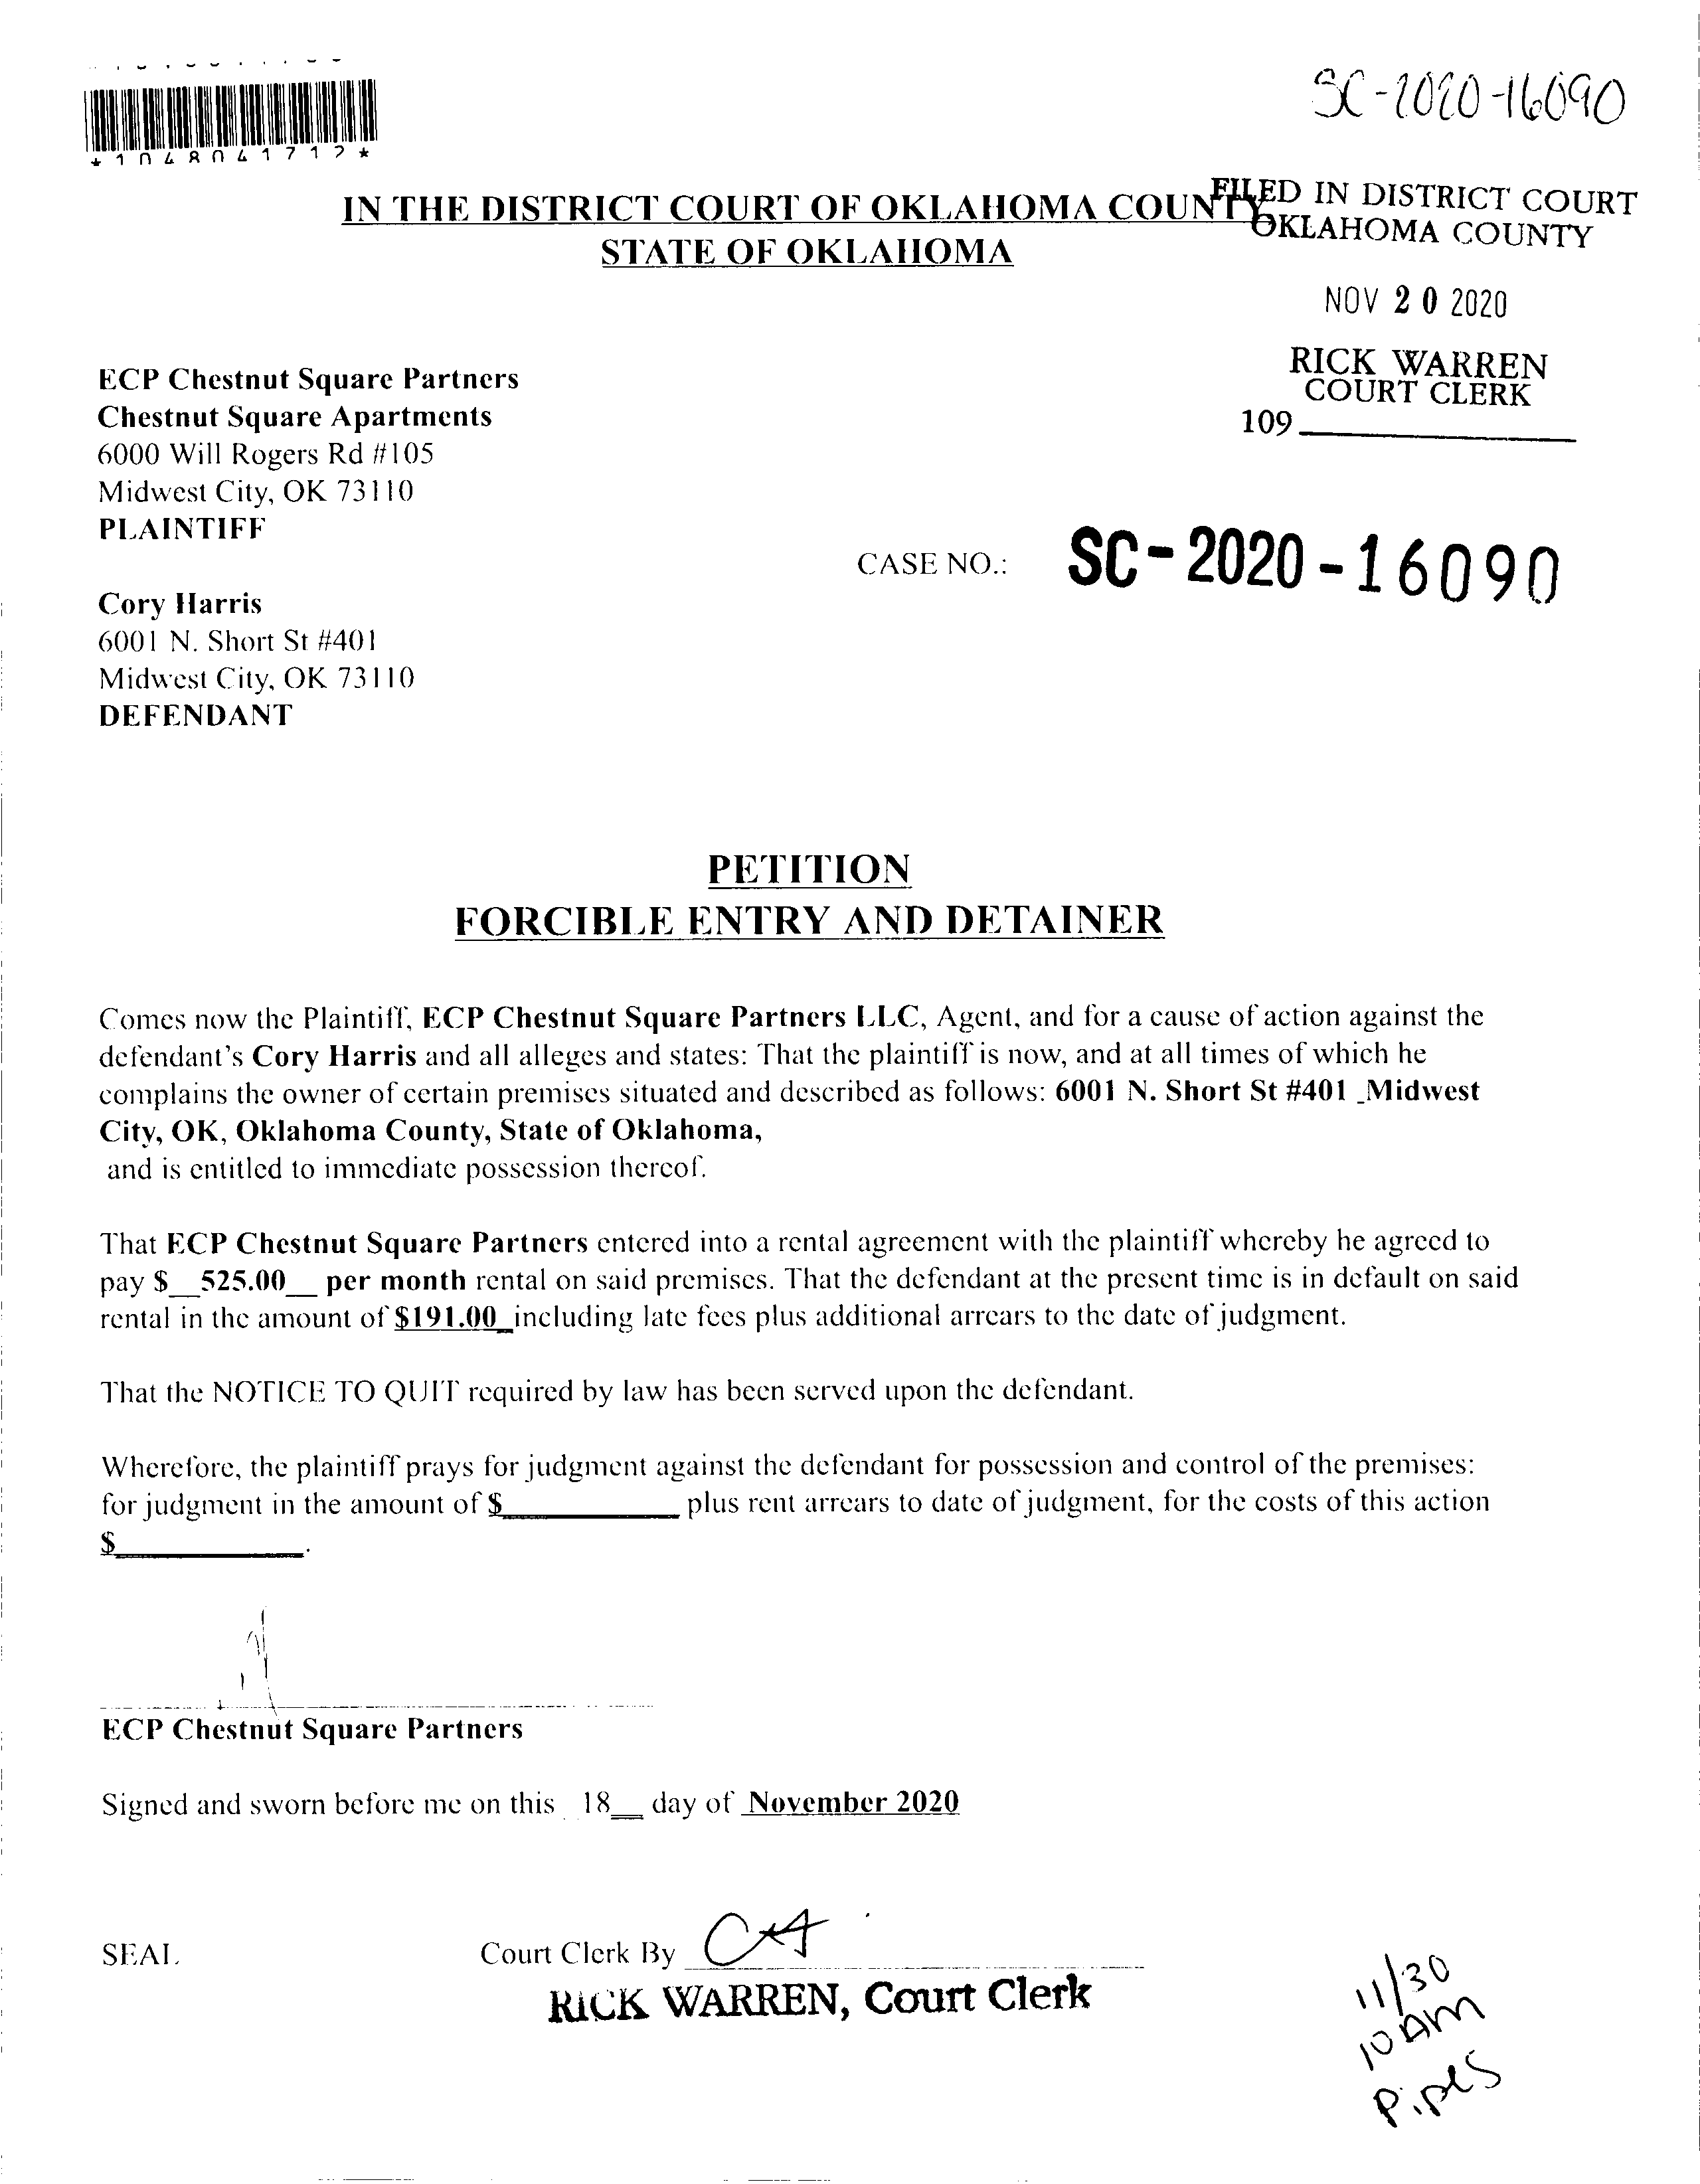 SC-2020-16090
*1048041712*
IN THE DISTRICT COURT OF OKLAHOMA COUNTY
STATE OF OKLAHOMA
FILED IN DISTRICT COURT
OKLAHOMA COUNTY
NOV 20 2020
RICK WARREN
COURT CLERK
109
ECP Chestnut Square Partners
Chestnut Square Apartments
6000 Will Rogers Rd #105
Midwest City, OK 73110
PLAINTIFF
CASE NO.: SC-2020-16090
Cory Harris
6001 N. Short St #401
Midwest City, OK 73110
DEFENDANT
PETITION
FORCIBLE ENTRY AND DETAINER
Comes now the Plaintiff, ECP Chestnut Square Partners LLC, Agent, and for a cause of action against the
defendant's Cory Harris and all alleges and states: That the plaintiff is now, and at all times of which he
complains the owner of certain premises situated and described as follows: 6001 N. Short St #401 _Midwest
City, OK, Oklahoma County, State of Oklahoma,
and is entitled to immediate possession thereof.
That ECP Chestnut Square Partners entered into a rental agreement with the plaintiff whereby he agreed to
pay $__525.00__ per month rental on said premises. That the defendant at the present time is in default on said
rental in the amount of $191.00_including late fees plus additional arrears to the date of judgment.
That the NOTICE TO QUIT required by law has been served upon the defendant.
Wherefore, the plaintiff prays for judgment against the defendant for possession and control of the premises:
for judgment in the amount of $____________ plus rent arrears to date of judgment, for the costs of this action
$____________.
ECP Chestnut Square Partners
Signed and sworn before me on this _18__ day of _November 2020
SEAL
Court Clerk By
RICK WARREN, Court Clerk
11/30
10 Am
Pipes